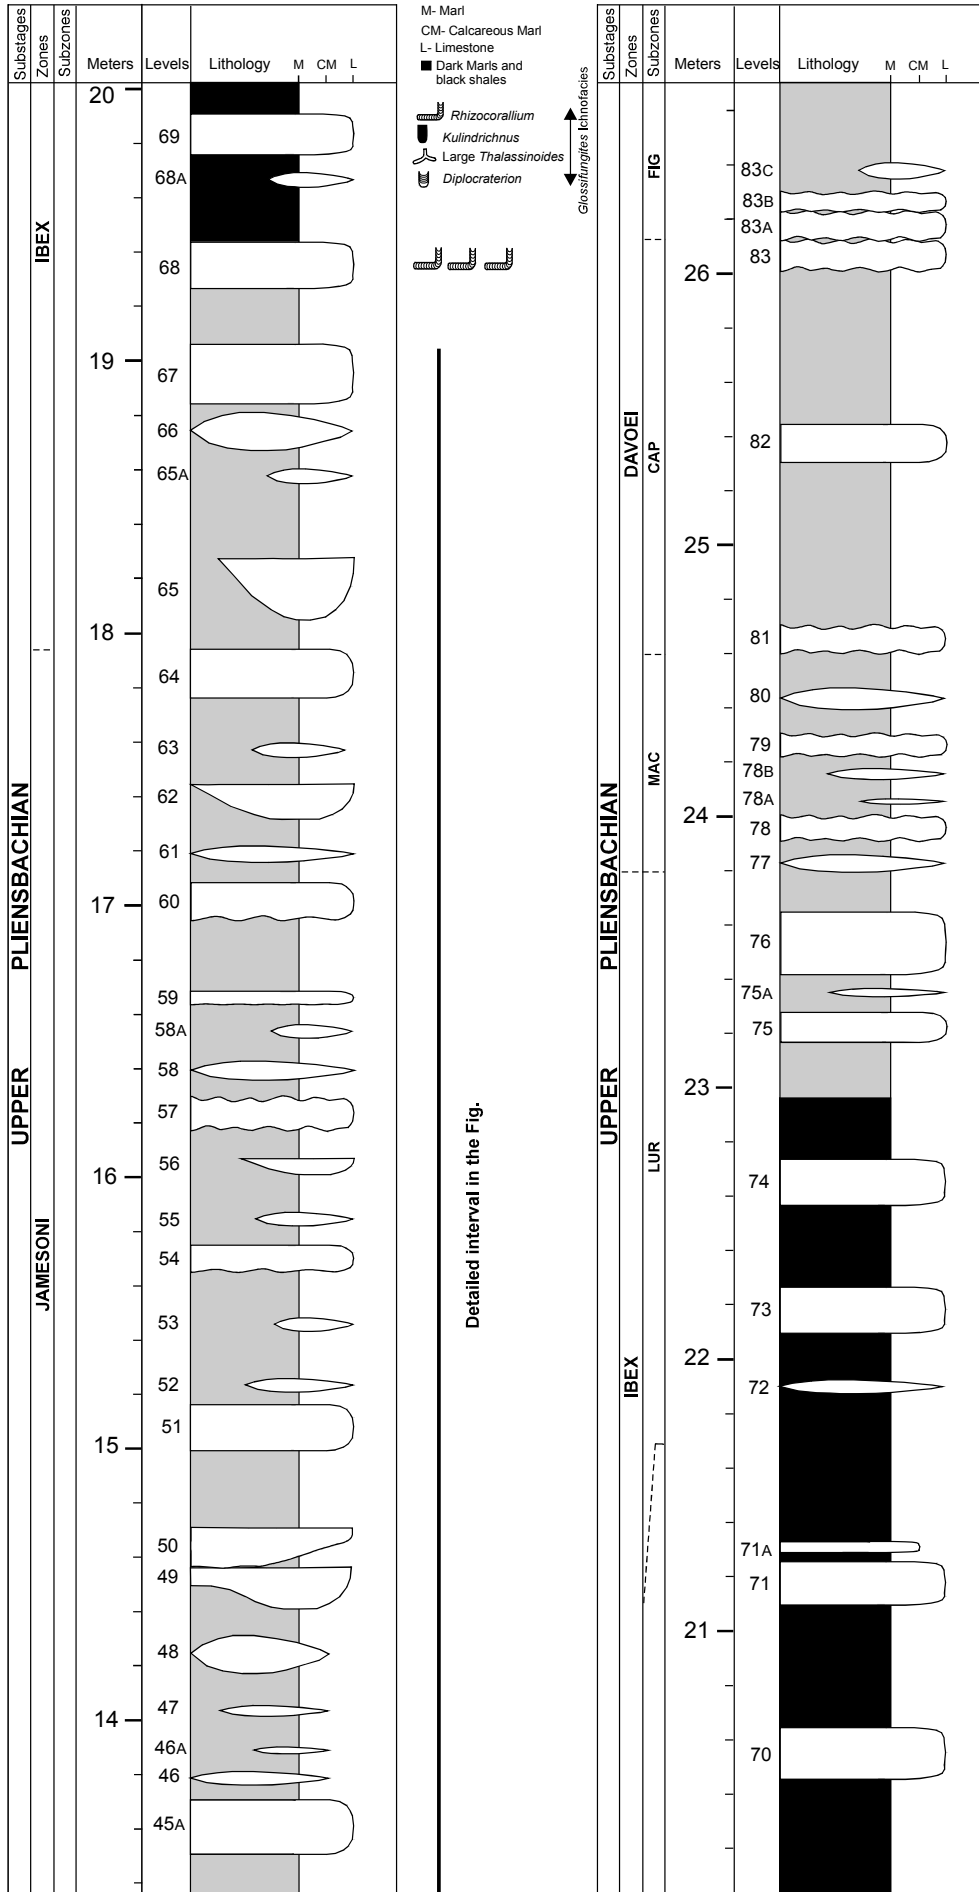 Substages
Zones
Subzones
Meters Levels Lithology M CM L
20
69
68A
IBEX
68
19
67
66
65A
65
18
64
63
62
PLIENSBACHIAN
61
17
60
59
58A
58
UPPER
57
56
16
55
JAMESONI
54
53
52
51
15
50
49
48
47
14
46A
46
45A
M- Marl
CM- Calcareous Marl
L- Limestone
Dark Marls and
black shales
Rhizocorallium
Kulindrichnus
Large Thalassinoides
Diplocraterion
Glossifungites Ichnofacies
Detailed interval in the Fig.
Substages
Zones
Subzones
Meters Levels Lithology M CM L
FIG
83C
83B
83A
83
26
DAVOEI
CAP
82
25
81
80
79
MAC
78B
78A
24
78
77
PLIENSBACHIAN
76
75A
75
UPPER
23
LUR
74
73
22
IBEX
72
71A
71
21
70